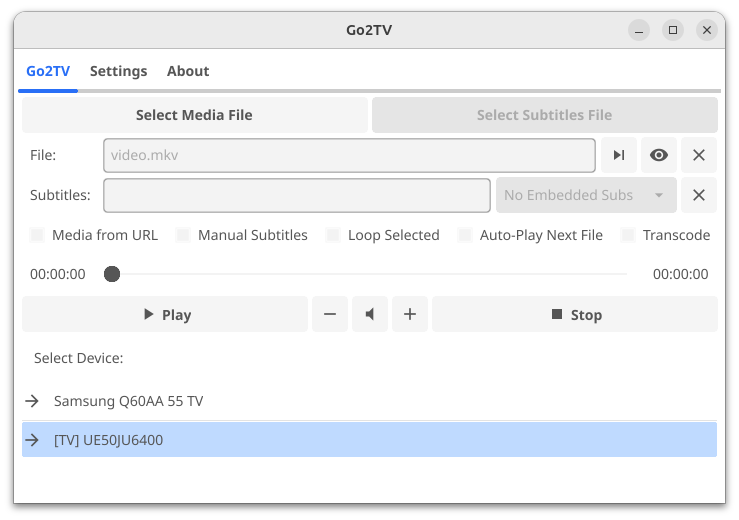 Go2TV
Go2TV Settings About
Select Media File Select Subtitles File
File: video.mkv
Subtitles: No Embedded Subs
Media from URL Manual Subtitles Loop Selected Auto-Play Next File Transcode
00:00:00 00:00:00
Play Stop
Select Device:
Samsung Q60AA 55 TV
[TV] UE50JU6400